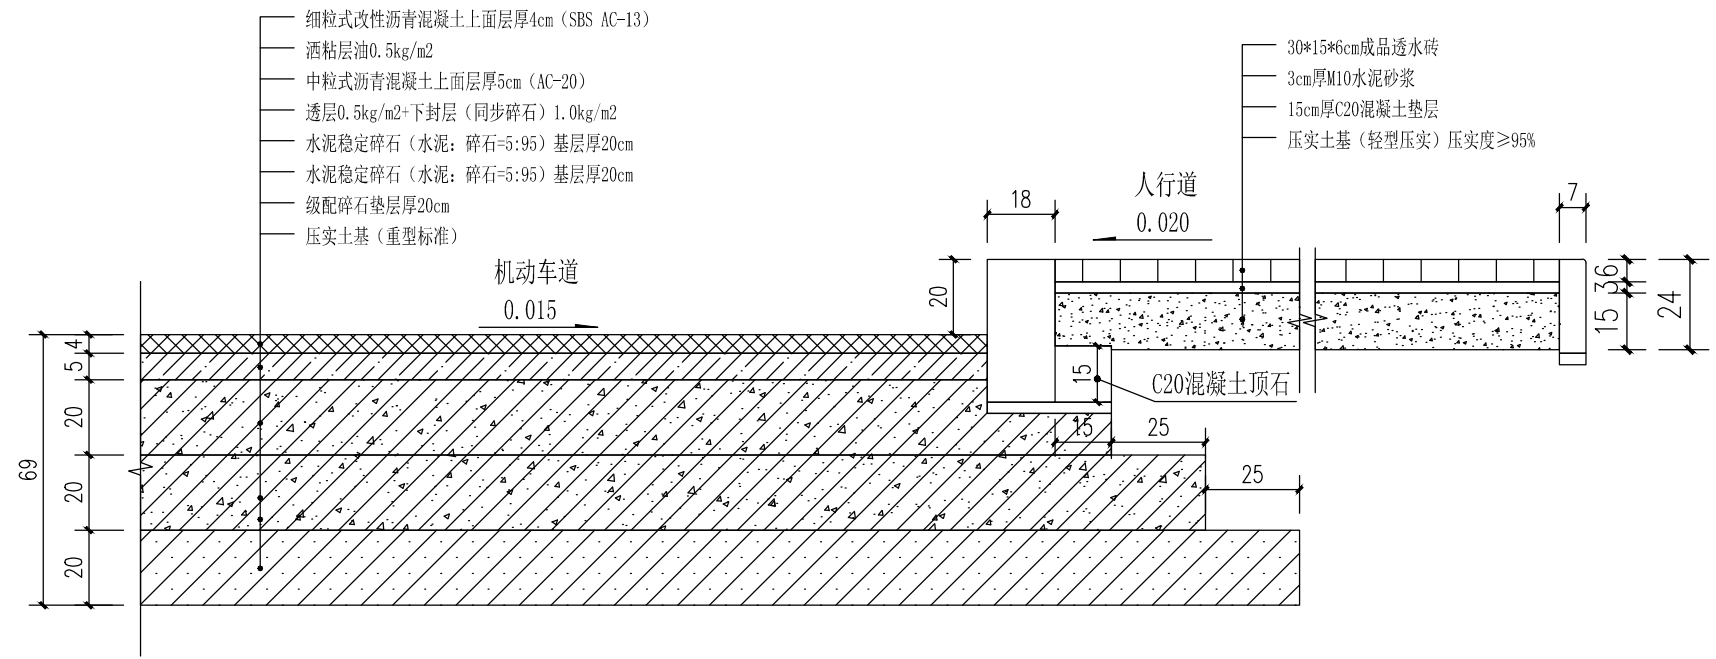 细粒式改性沥青混凝土上面层厚4cm（SBS AC-13）
洒粘层油0.5kg/m2
中粒式沥青混凝土上面层厚5cm（AC-20）
透层0.5kg/m2+下封层（同步碎石）1.0kg/m2
水泥稳定碎石（水泥：碎石=5:95）基层厚20cm
水泥稳定碎石（水泥：碎石=5:95）基层厚20cm
级配碎石垫层厚20cm
压实土基（重型标准）
30*15*6cm成品透水砖
3cm厚M10水泥砂浆
15cm厚C20混凝土垫层
压实土基（轻型压实）压实度≥95%
人行道
0.020
18
7
机动车道
0.015
20
6
3
15
24
4
5
20
20
20
69
15
C20混凝土顶石
15
25
25